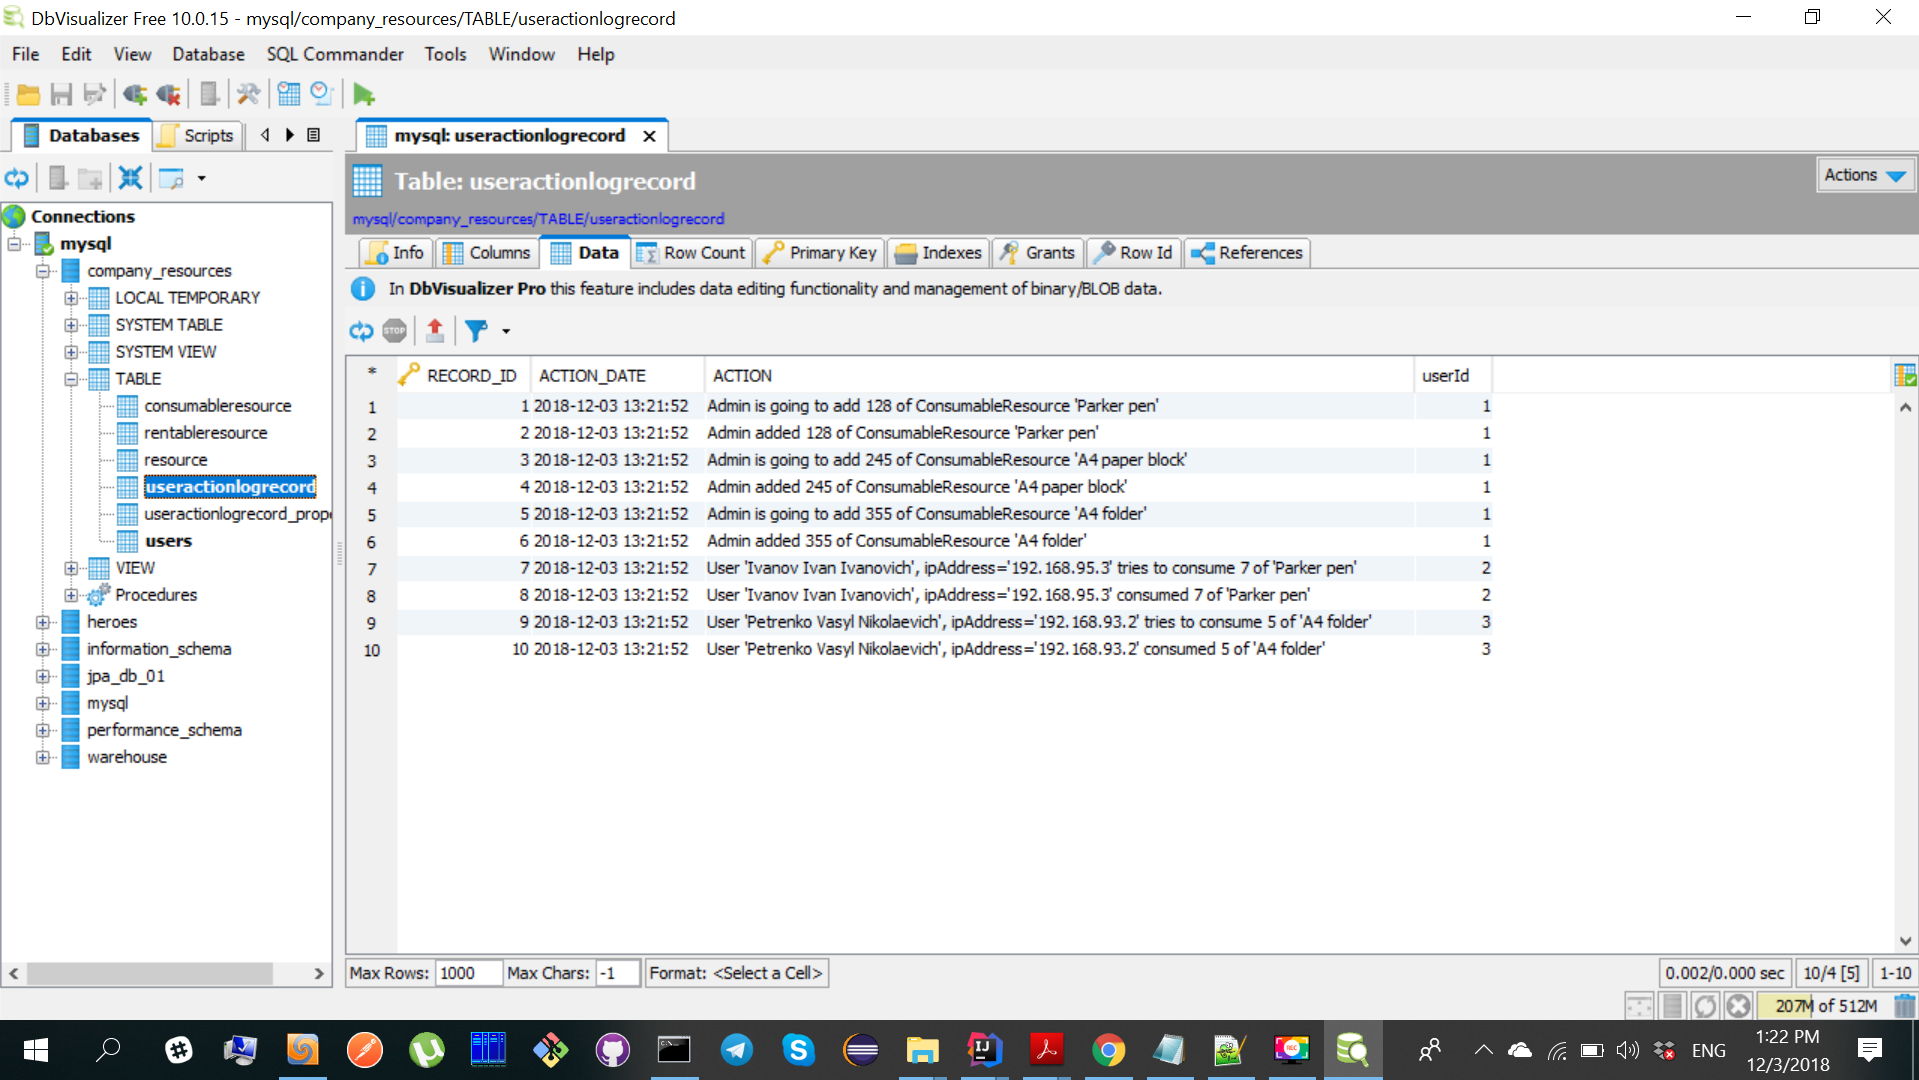 DbVisualizer Free 10.0.15 - mysql/company_resources/TABLE/useractionlogrecord
File Edit View Database SQL Commander Tools Window Help
Databases Scripts
mysql: useractionlogrecord
Connections
mysql
company_resources
LOCAL TEMPORARY
SYSTEM TABLE
SYSTEM VIEW
TABLE
consumableresource
rentableresource
resource
useractionlogrecord
useractionlogrecord_prope
users
VIEW
Procedures
heroes
information_schema
jpa_db_01
mysql
performance_schema
warehouse
Table: useractionlogrecord
Actions
mysql/company_resources/TABLE/useractionlogrecord
Info Columns Data Row Count Primary Key Indexes Grants Row Id References
In DbVisualizer Pro this feature includes data editing functionality and management of binary/BLOB data.
STOP
* RECORD_ID ACTION_DATE ACTION userId
1 1 2018-12-03 13:21:52 Admin is going to add 128 of ConsumableResource 'Parker pen' 1
2 2 2018-12-03 13:21:52 Admin added 128 of ConsumableResource 'Parker pen' 1
3 3 2018-12-03 13:21:52 Admin is going to add 245 of ConsumableResource 'A4 paper block' 1
4 4 2018-12-03 13:21:52 Admin added 245 of ConsumableResource 'A4 paper block' 1
5 5 2018-12-03 13:21:52 Admin is going to add 355 of ConsumableResource 'A4 folder' 1
6 6 2018-12-03 13:21:52 Admin added 355 of ConsumableResource 'A4 folder' 1
7 7 2018-12-03 13:21:52 User 'Ivanov Ivan Ivanovich', ipAddress='192.168.95.3' tries to consume 7 of 'Parker pen' 2
8 8 2018-12-03 13:21:52 User 'Ivanov Ivan Ivanovich', ipAddress='192.168.95.3' consumed 7 of 'Parker pen' 2
9 9 2018-12-03 13:21:52 User 'Petrenko Vasyl Nikolaevich', ipAddress='192.168.93.2' tries to consume 5 of 'A4 folder' 3
10 10 2018-12-03 13:21:52 User 'Petrenko Vasyl Nikolaevich', ipAddress='192.168.93.2' consumed 5 of 'A4 folder' 3
Max Rows: 1000 Max Chars: -1 Format: <Select a Cell> 0.002/0.000 sec 10/4 [5] 1-10
207M of 512M
ENG
1:22 PM
12/3/2018